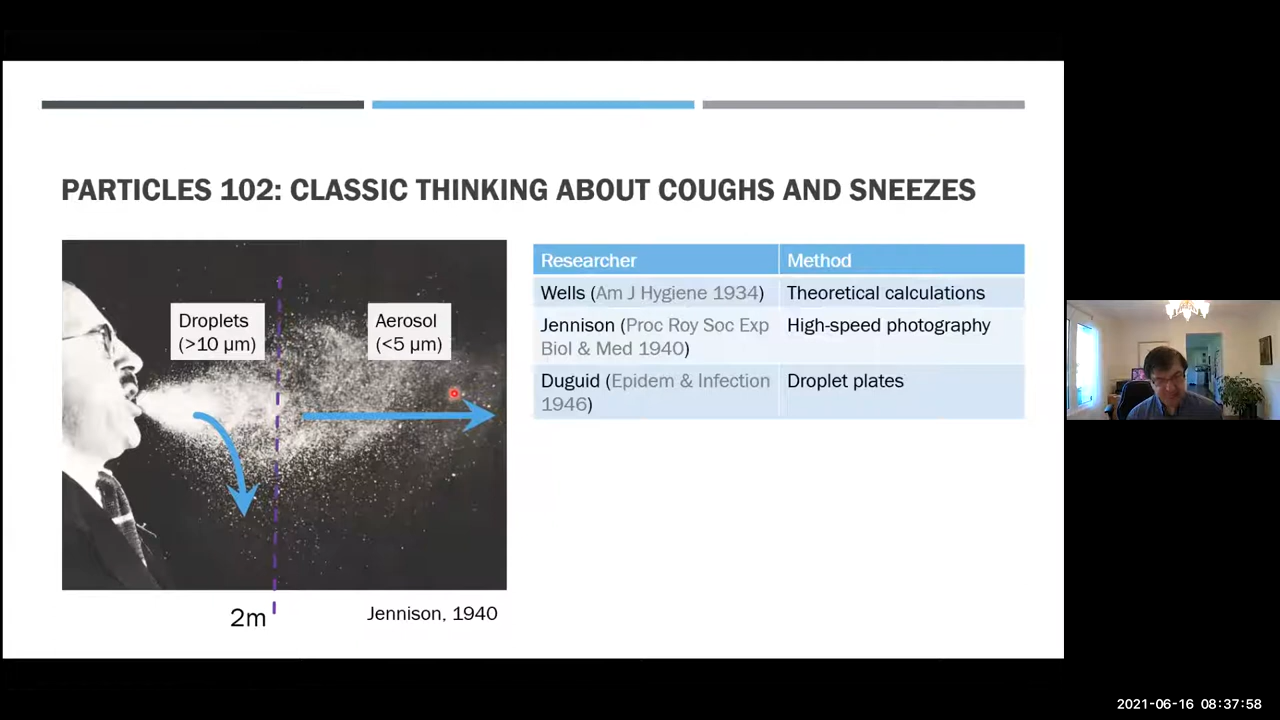 PARTICLES 102: CLASSIC THINKING ABOUT COUGHS AND SNEEZES
Droplets
(>10 µm)
Aerosol
(<5 µm)
2m
Jennison, 1940
Researcher
Method
Wells (Am J Hygiene 1934)
Theoretical calculations
Jennison (Proc Roy Soc Exp
Biol & Med 1940)
High-speed photography
Duguid (Epidem & Infection
1946)
Droplet plates
2021-06-16 08:37:58